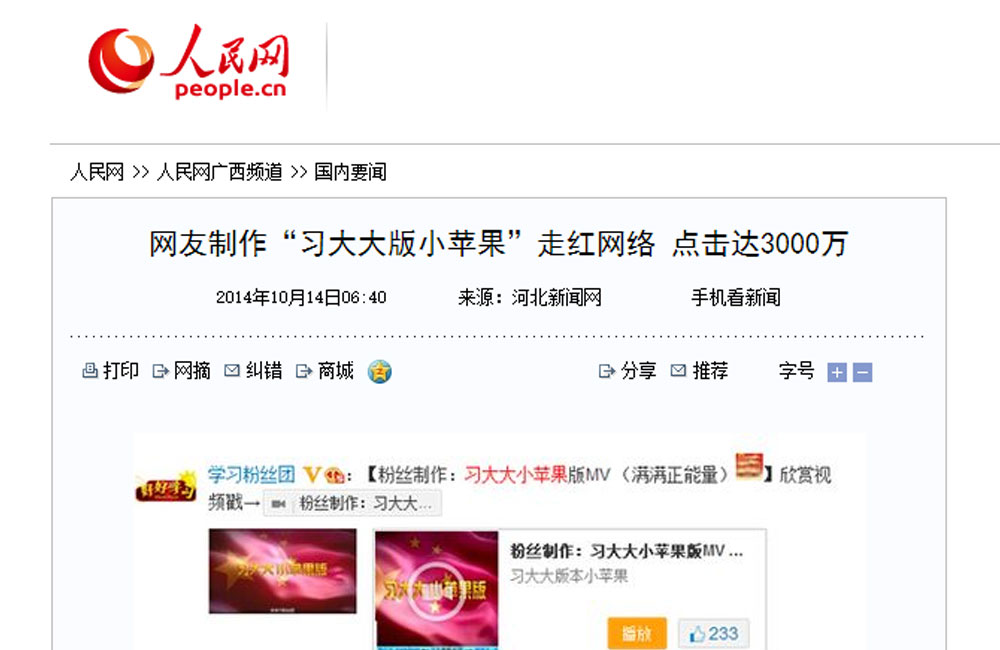 人民网
people.cn
人民网 >> 人民网广西频道 >> 国内要闻
网友制作“习大大版小苹果”走红网络 点击达3000万
2014年10月14日06:40 来源：河北新闻网 手机看新闻
打印 网摘 纠错 商城 分享 推荐 字号 + −
好好学习
学习粉丝团 V：【粉丝制作：习大大小苹果版MV（满满正能量）】欣赏视
频戳→ 粉丝制作：习大大...
习大大小苹果版
习大大小苹果版
粉丝制作：习大大小苹果版MV ...
习大大版本小苹果
播放 233